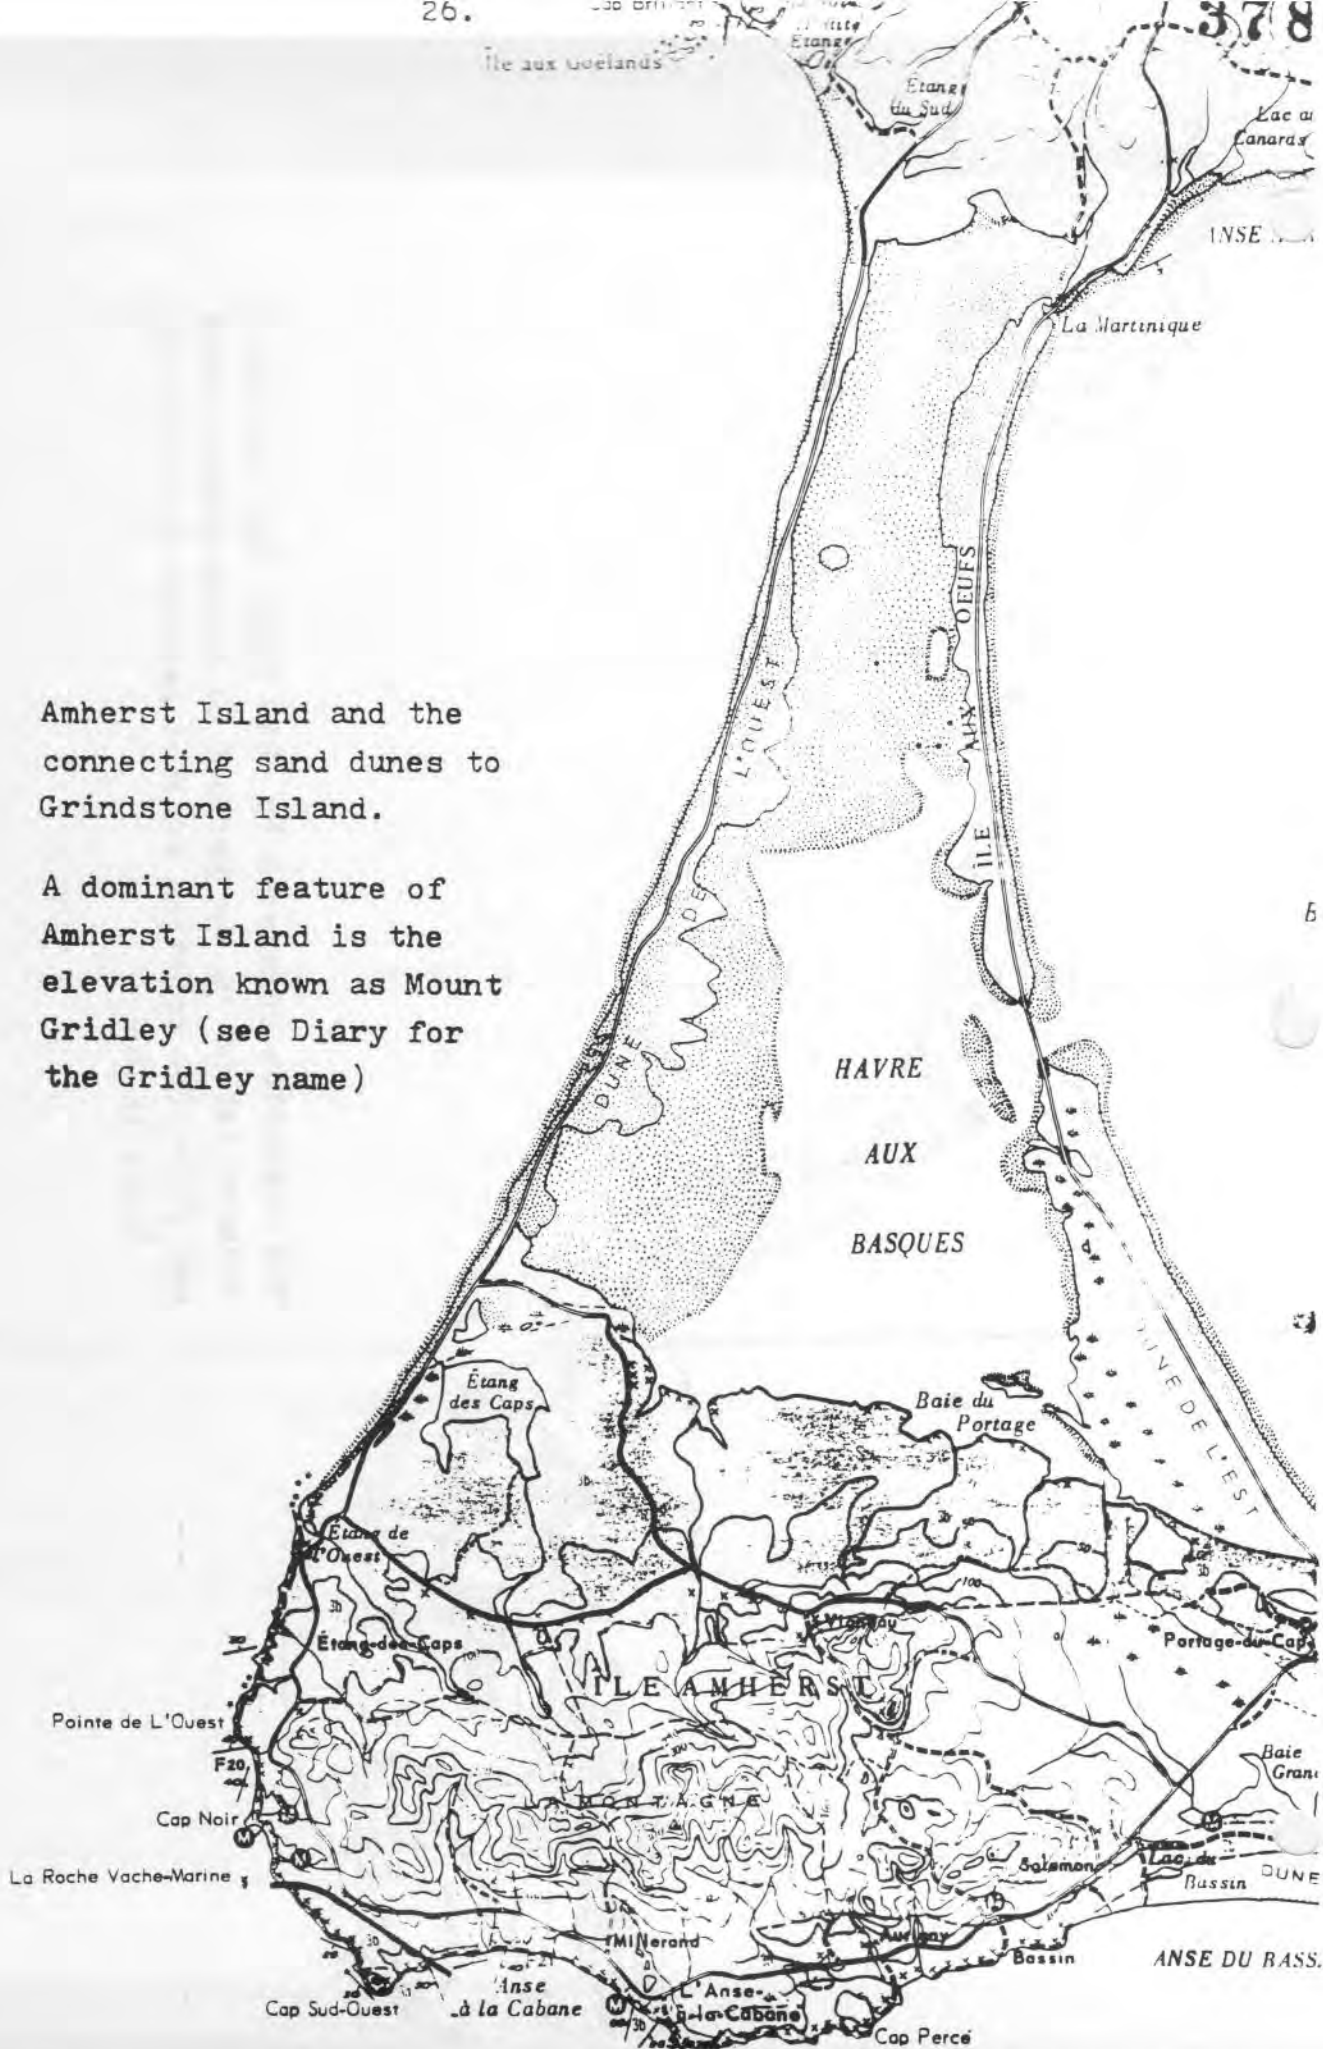 26.
378
Île aux Goélands
Étang
du Sud
Canards
La Martinique
Amherst Island and the
connecting sand dunes to
Grindstone Island.
A dominant feature of
Amherst Island is the
elevation known as Mount
Gridley (see Diary for
the Gridley name)
DUNE DE L'OUEST
ÎLE AUX OEUFS
HAVRE
AUX
BASQUES
DUNE DE L'EST
Étang
des Caps
Baie du
Portage
Étang de
l'Ouest
100
Étang-des-Caps
Portage-du-Cap
ÎLE AMHERST
Pointe de L'Ouest
F20
Baie
Cap Noir
M
LA MONTAGNE
La Roche Vache-Marine
Solomon
Lac du
Bassin
DUNE
Millerand
Bassin
ANSE DU BASS
Cap Sud-Ouest
Anse
à la Cabane
M
L'Anse-
à-la-Cabane
Cap Percé